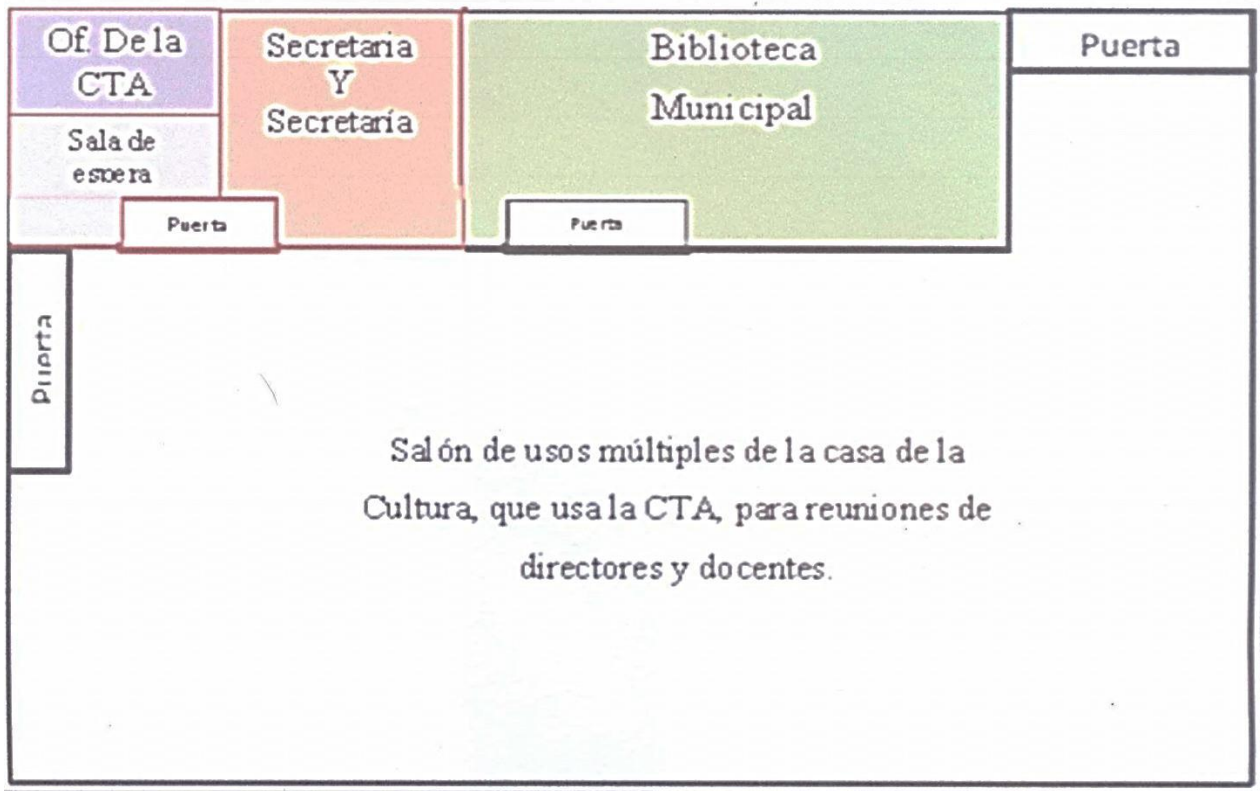 Of. De la
CTA
Sala de
espera
Secretaria
Y
Secretaría
Biblioteca
Municipal
Puerta
Puerta
Puerta
Puerta
Salón de usos múltiples de la casa de la
Cultura, que usa la CTA, para reuniones de
directores y docentes.